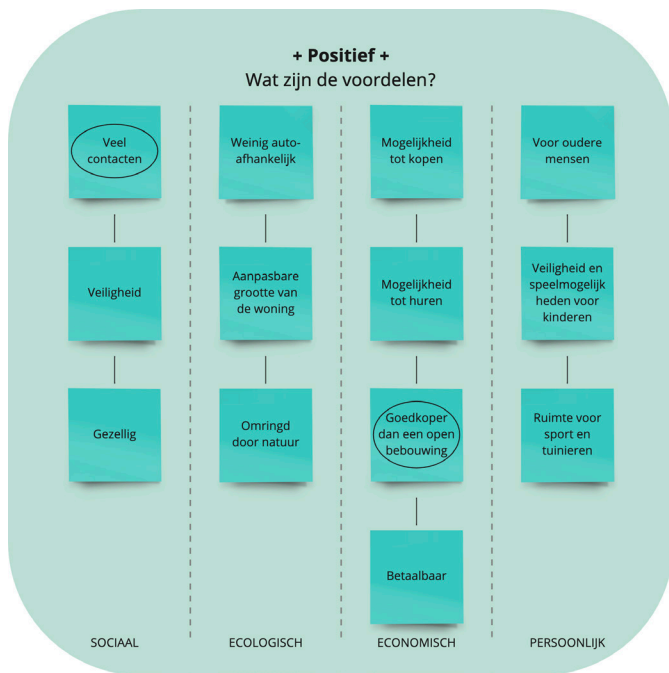 + Positief +
Wat zijn de voordelen?
Veel
contacten
Veiligheid
Gezellig
SOCIAAL
Weinig auto-
afhankelijk
Aanpasbare
grootte van
de woning
Omringd
door natuur
ECOLOGISCH
Mogelijkheid
tot kopen
Mogelijkheid
tot huren
Goedkoper
dan een open
bebouwing
Betaalbaar
ECONOMISCH
Voor oudere
mensen
Veiligheid en
speelmogelijk
heden voor
kinderen
Ruimte voor
sport en
tuinieren
PERSOONLIJK